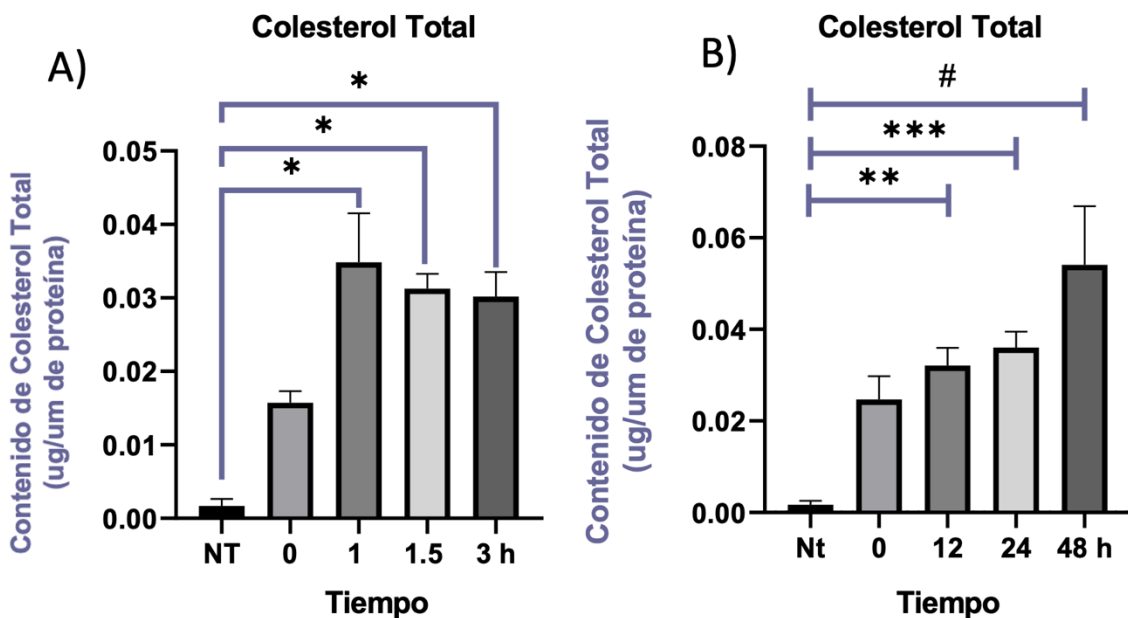 A)
Colesterol Total
*
*
*
Contenido de Colesterol Total
(ug/um de proteína)
0.05
0.04
0.03
0.02
0.01
0.00
NT 0 1 1.5 3 h
Tiempo
B)
Colesterol Total
#
***
**
Contenido de Colesterol Total
(ug/um de proteína)
0.08
0.06
0.04
0.02
0.00
Nt 0 12 24 48 h
Tiempo